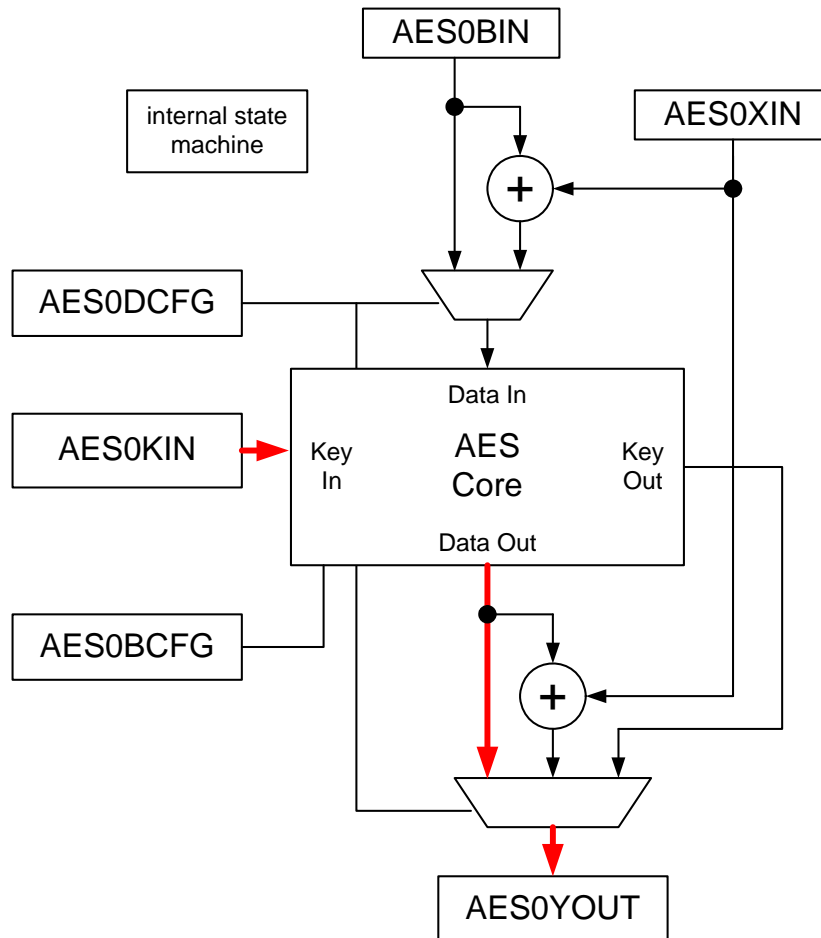 AES0BIN
internal state
machine
AES0XIN
+
AES0DCFG
Data In
AES0KIN
Key
In
AES
Core
Key
Out
Data Out
AES0BCFG
+
AES0YOUT